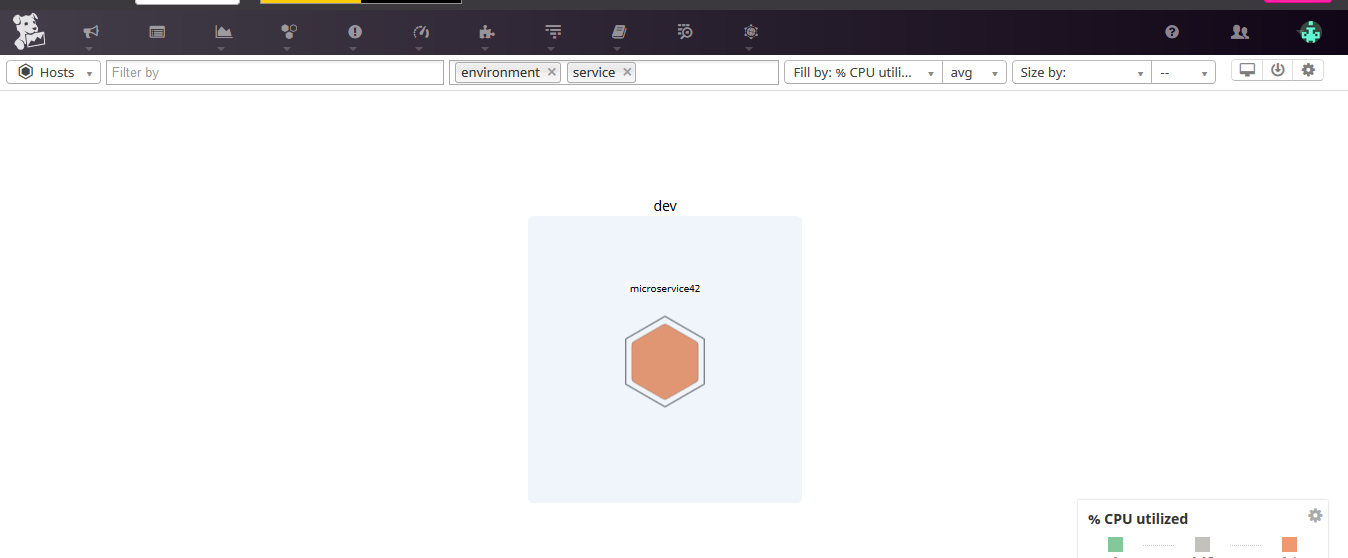 Hosts
Filter by
environment ×
service ×
Fill by: % CPU utili...
avg
Size by:
--
dev
microservice42
% CPU utilized